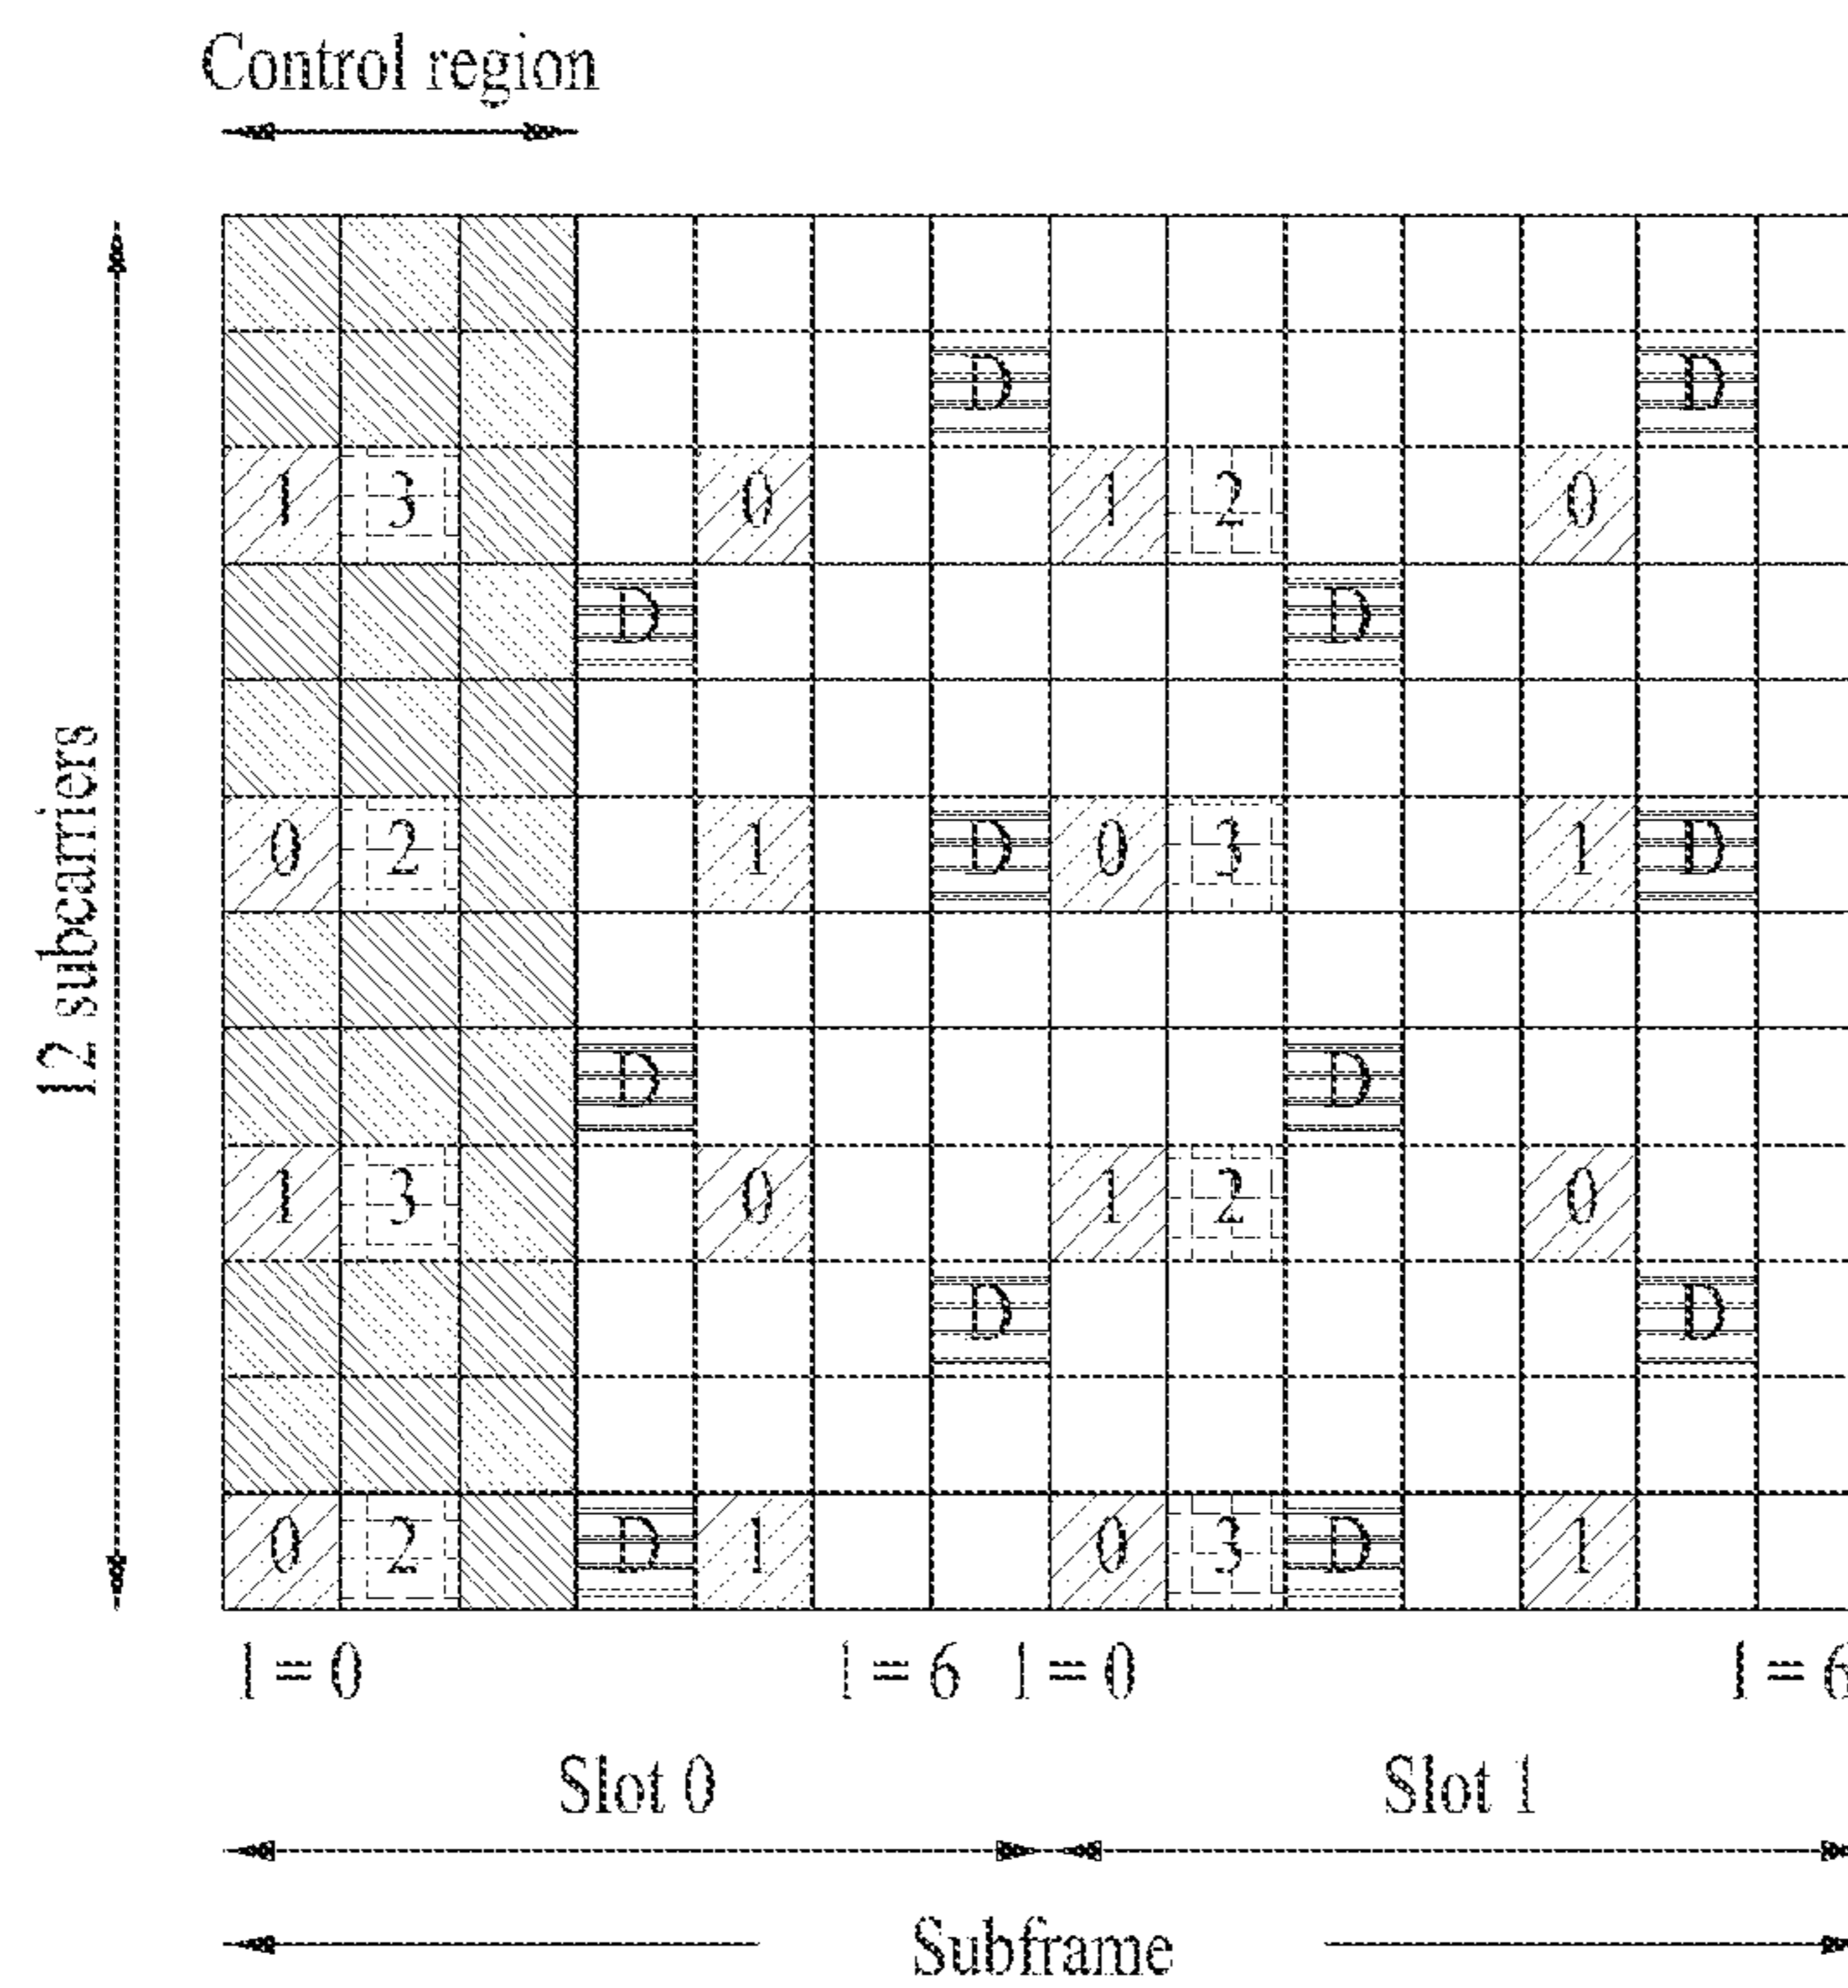 Control region
12 subcarriers
D D
1 3 0 1 2 0
D D
0 2 1 D 0 3 1 D
D D
1 3 0 1 2 0
D D
0 2 D 1 0 3 D 1
l = 0 l = 6 l = 0 l = 6
Slot 0 Slot 1
Subframe